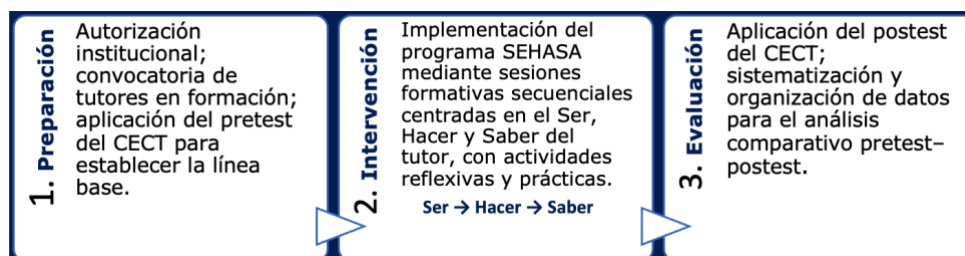 1. Preparación
Autorización
institucional;
convocatoria de
tutores en formación;
aplicación del pretest
del CECT para
establecer la línea
base.
2. Intervención
Implementación del
programa SEHASA
mediante sesiones
formativas secuenciales
centradas en el Ser,
Hacer y Saber del
tutor, con actividades
reflexivas y prácticas.
Ser → Hacer → Saber
3. Evaluación
Aplicación del postest
del CECT;
sistematización y
organización de datos
para el análisis
comparativo pretest–
postest.